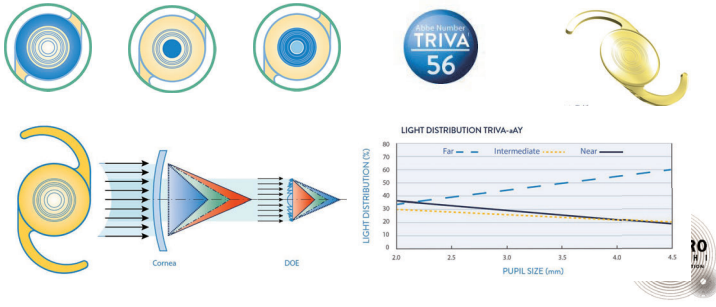 Abbe Number
TRIVA
56
LIGHT DISTRIBUTION TRIVA-aAY
Far Intermediate Near
LIGHT DISTRIBUTION (%)
80
70
60
50
40
30
20
10
0
2.0 2.5 3.0 3.5 4.0 4.5
PUPIL SIZE (mm)
Cornea DOE